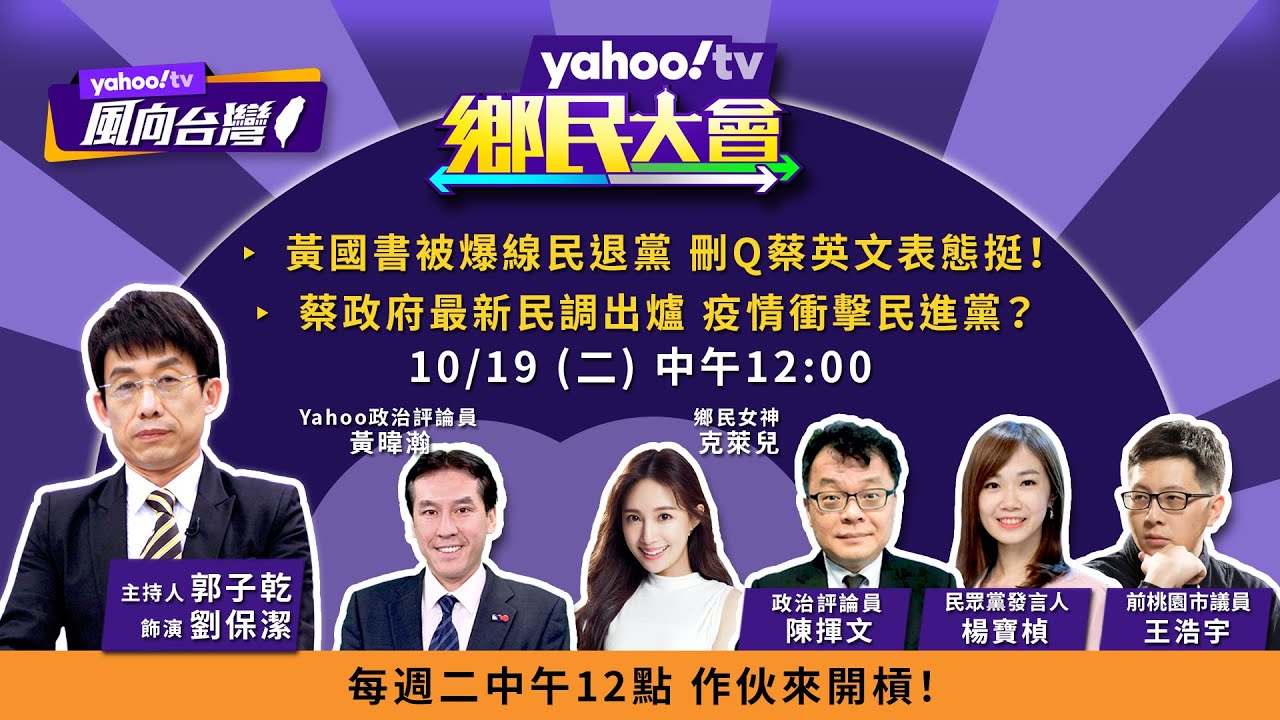 yahoo!tv
風向台灣
yahoo!tv
鄉民大會
黃國書被爆線民退黨 刪Q蔡英文表態挺!
蔡政府最新民調出爐 疫情衝擊民進黨?
10/19 (二) 中午12:00
Yahoo政治評論員
黃暐瀚
鄉民女神
克萊兒
主持人 郭子乾
飾演 劉保潔
政治評論員
陳揮文
民眾黨發言人
楊寶楨
前桃園市議員
王浩宇
每週二中午12點 作伙來開槓!